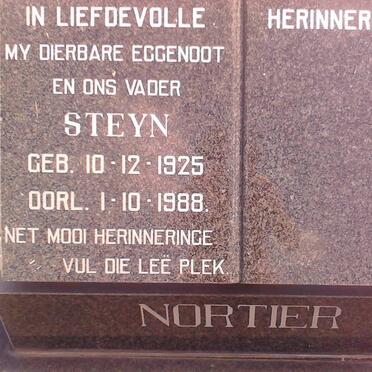 IN LIEFDEVOLLE HERINNER
MY DIERBARE EGGENOOT
EN ONS VADER
STEYN
GEB. 10-12-1925
OORL. 1-10-1988.
NET MOOI HERINNERINGE
VUL DIE LEË PLEK
NORTIER